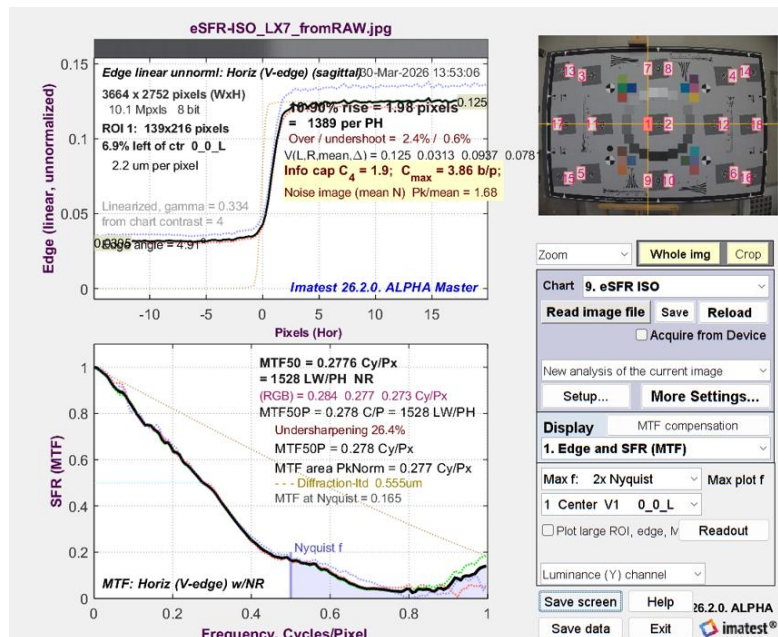 eSFR-ISO_LX7_fromRAW.jpg
Edge linear unnorml: Horiz (V-edge) (sagittal)
30-Mar-2026 13:53:06
3664 x 2752 pixels (WxH)
10.1 Mpxls 8 bit
ROI 1: 139x216 pixels
6.9% left of ctr 0_0_L
2.2 um per pixel
10-90% rise = 1.98 pixels
= 1389 per PH
Over / undershoot = 2.4% / 0.6%
V(L,R,mean,Δ) = 0.125 0.0313 0.0937 0.0781
Info cap C4 = 1.9; Cmax = 3.86 b/p;
Noise image (mean N) Pk/mean = 1.68
0.125
Linearized, gamma = 0.334
from chart contrast = 4
Edge angle = 4.91°
Imatest 26.2.0. ALPHA Master
Edge (linear, unnormalized)
0.15
0.1
0.05
0
-10 -5 0 5 10 15
Pixels (Hor)
MTF50 = 0.2776 Cy/Px
= 1528 LW/PH NR
(RGB) = 0.284 0.277 0.273 Cy/Px
MTF50P = 0.278 C/P = 1528 LW/PH
Undersharpening 26.4%
MTF50P = 0.278 Cy/Px
MTF area PkNorm = 0.277 Cy/Px
- - - Diffraction-ltd 0.555um
MTF at Nyquist = 0.165
Nyquist f
MTF: Horiz (V-edge) w/NR
SFR (MTF)
1
0.8
0.6
0.4
0.2
0
0 0.2 0.4 0.6 0.8 1
Frequency, Cycles/Pixel
13 3 7 8 4 14
17 11 1 2 12 18
15 5 9 10 6 16
Zoom
Whole img
Crop
Chart 9. eSFR ISO
Read image file
Save
Reload
Acquire from Device
New analysis of the current image
Setup...
More Settings...
Display
MTF compensation
1. Edge and SFR (MTF)
Max f: 2x Nyquist
Max plot f
1 Center V1 0_0_L
Plot large ROI, edge, M
Readout
Luminance (Y) channel
Save screen
Help
26.2.0. ALPHA
Save data
Exit
imatest®